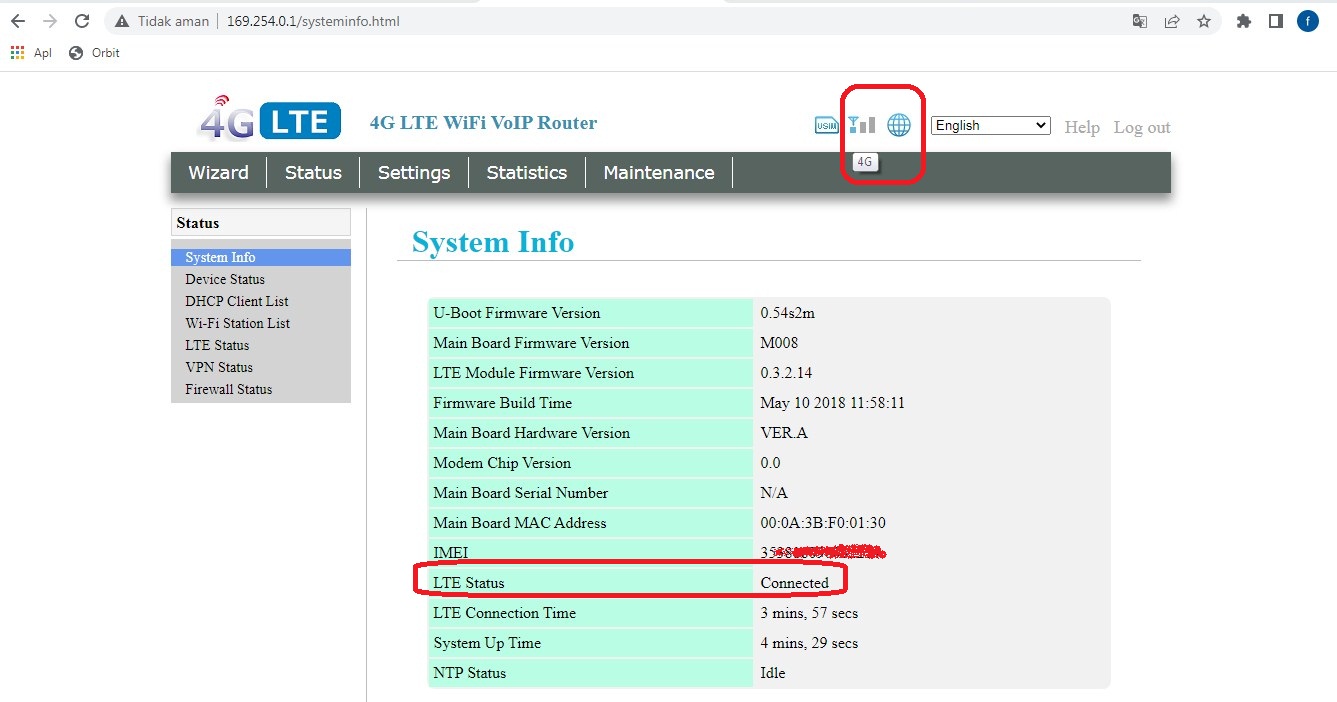 Tidak aman | 169.254.0.1/systeminfo.html
f
Apl Orbit
4G LTE 4G LTE WiFi VoIP Router USIM English Help Log out
4G
Wizard Status Settings Statistics Maintenance
Status
System Info
Device Status
DHCP Client List
Wi-Fi Station List
LTE Status
VPN Status
Firewall Status
System Info
U-Boot Firmware Version 0.54s2m
Main Board Firmware Version M008
LTE Module Firmware Version 0.3.2.14
Firmware Build Time May 10 2018 11:58:11
Main Board Hardware Version VER.A
Modem Chip Version 0.0
Main Board Serial Number N/A
Main Board MAC Address 00:0A:3B:F0:01:30
IMEI
LTE Status Connected
LTE Connection Time 3 mins, 57 secs
System Up Time 4 mins, 29 secs
NTP Status Idle